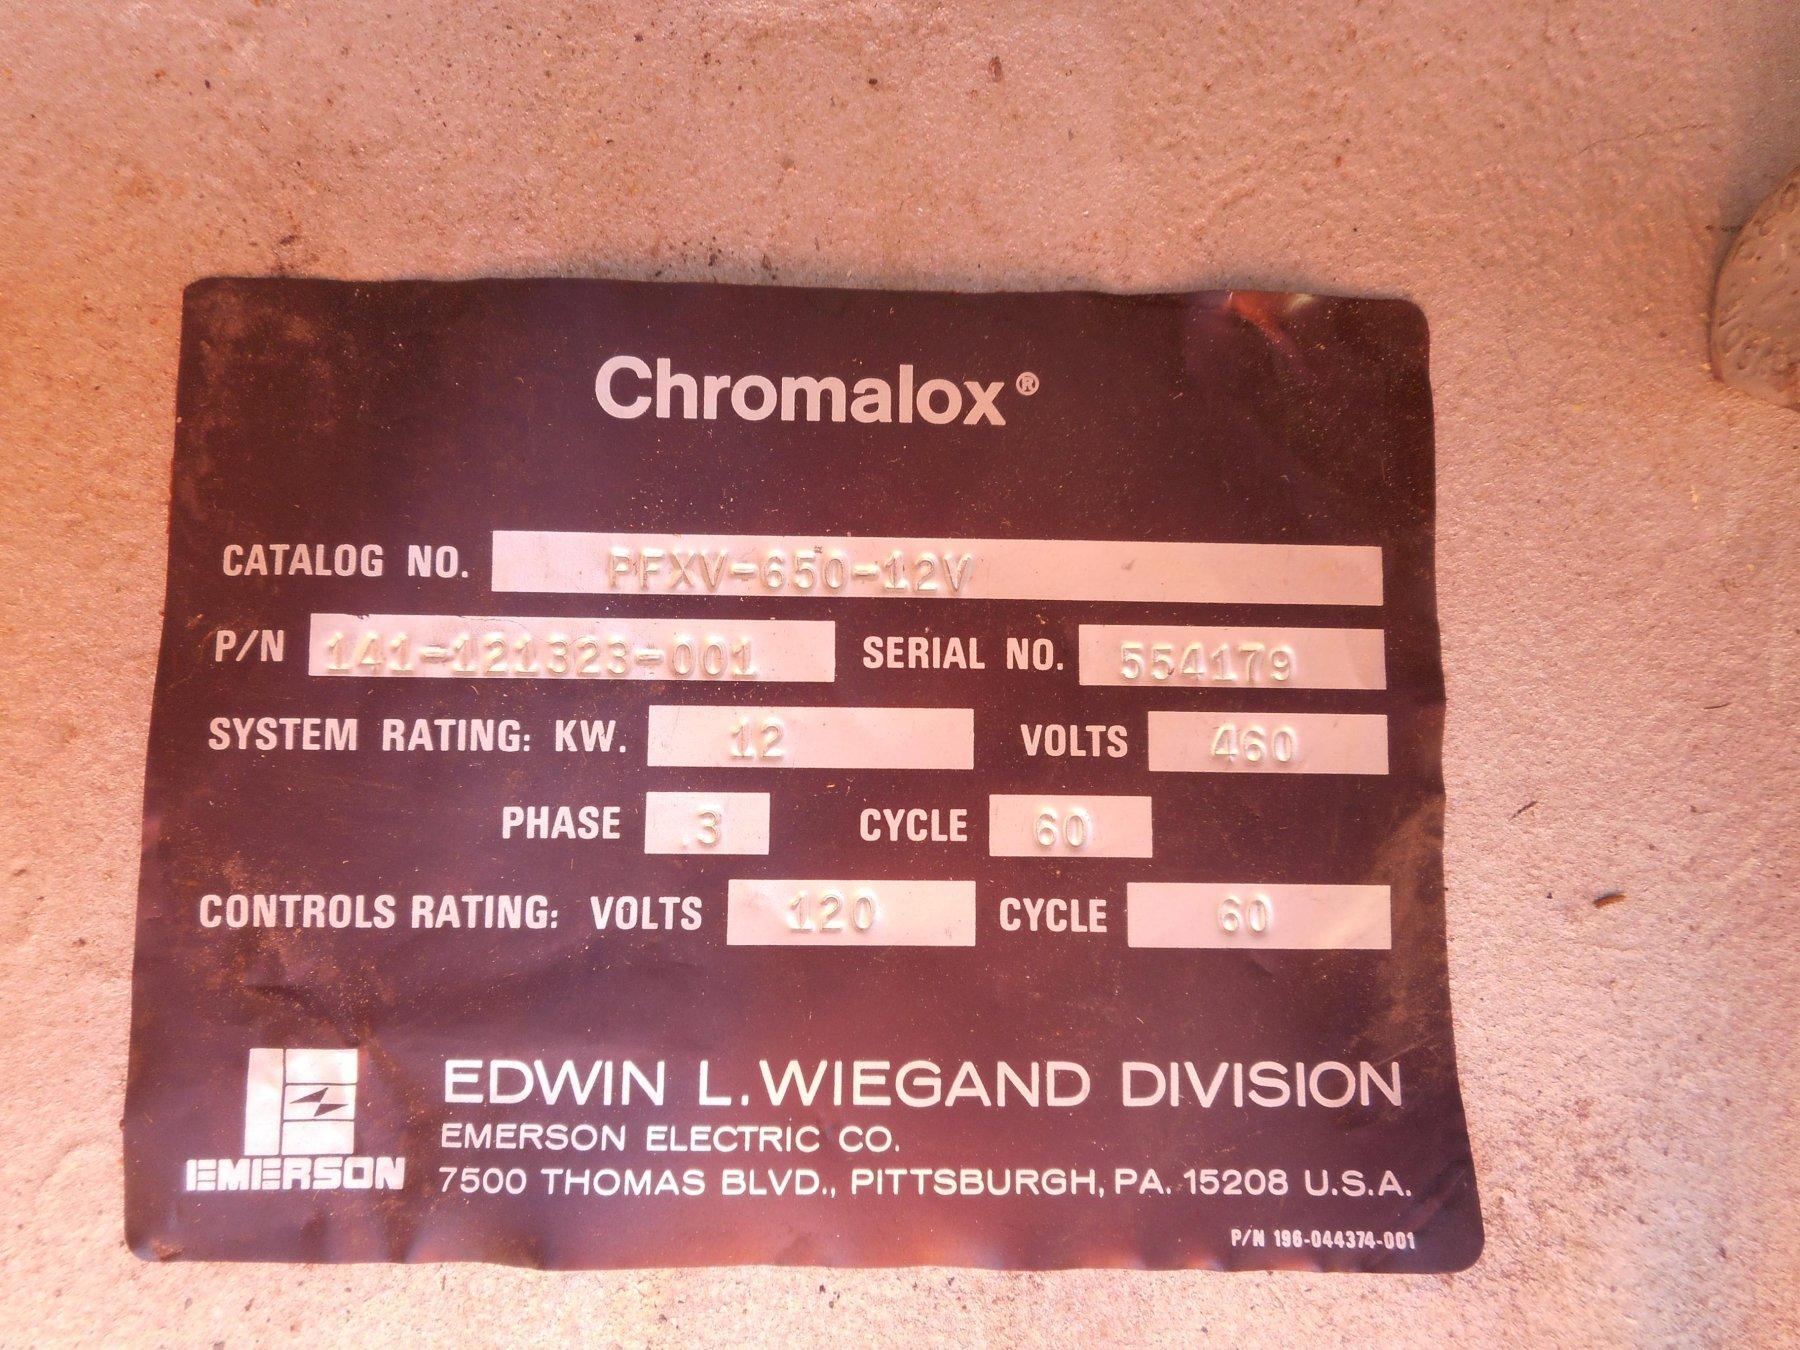 Chromalox®
CATALOG NO. PFXV-650-12V
P/N 141-121323-001 SERIAL NO. 554179
SYSTEM RATING: KW. 12 VOLTS 460
PHASE 3 CYCLE 60
CONTROLS RATING: VOLTS 120 CYCLE 60
EDWIN L. WIEGAND DIVISION
EMERSON ELECTRIC CO.
EMERSON 7500 THOMAS BLVD., PITTSBURGH, PA. 15208 U.S.A.
P/N 196-044374-001